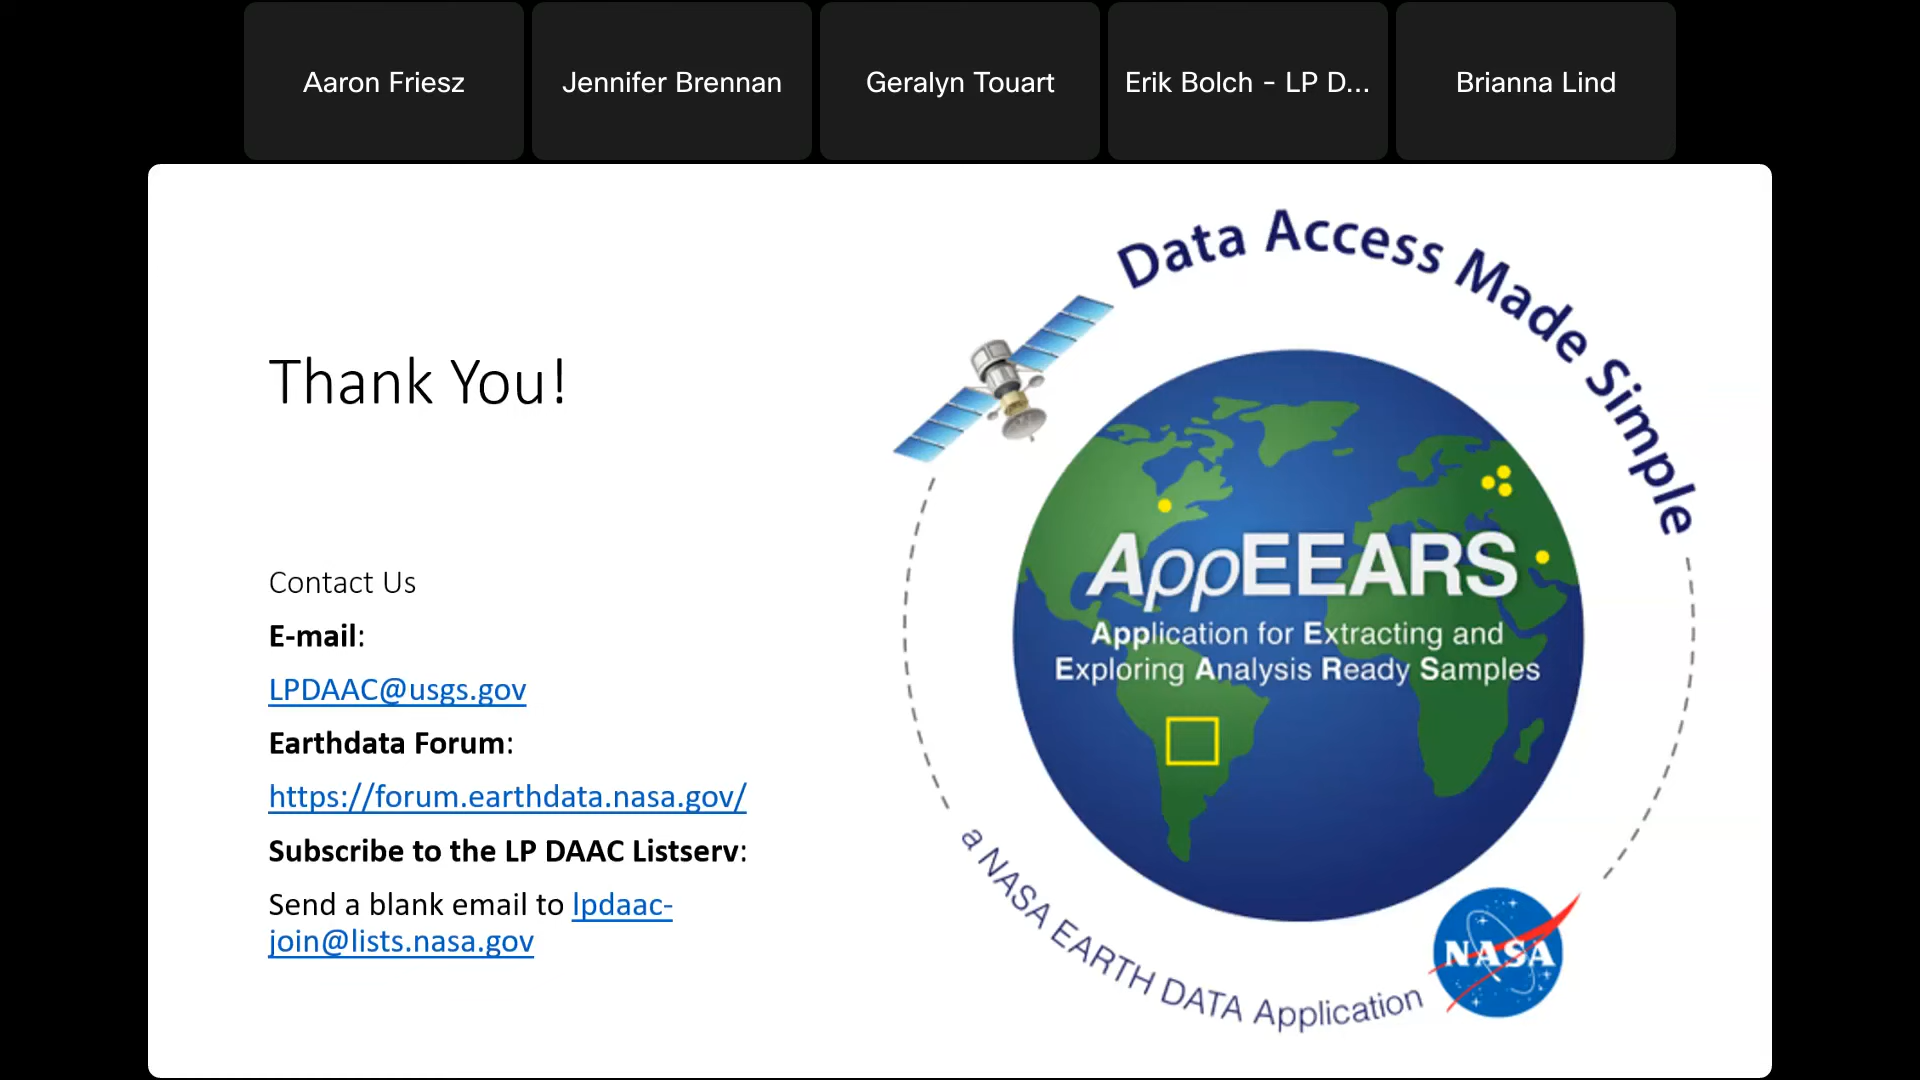 Aaron Friesz
Jennifer Brennan
Geralyn Touart
Erik Bolch - LP D...
Brianna Lind
Thank You!
Contact Us
E-mail:
LPDAAC@usgs.gov
Earthdata Forum:
https://forum.earthdata.nasa.gov/
Subscribe to the LP DAAC Listserv:
Send a blank email to lpdaac-
join@lists.nasa.gov
Data Access Made Simple
AppEEARS
Application for Extracting and
Exploring Analysis Ready Samples
a NASA EARTH DATA Application
NASA